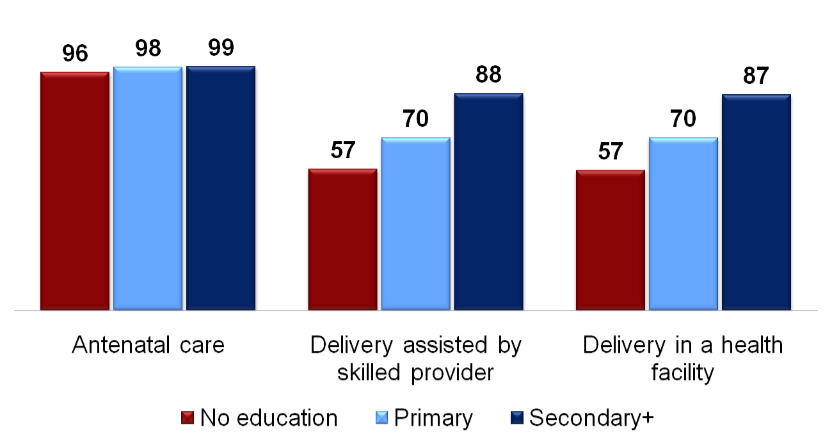 96 98 99
57 70 88
57 70 87
Antenatal care
Delivery assisted by
skilled provider
Delivery in a health
facility
No education Primary Secondary+